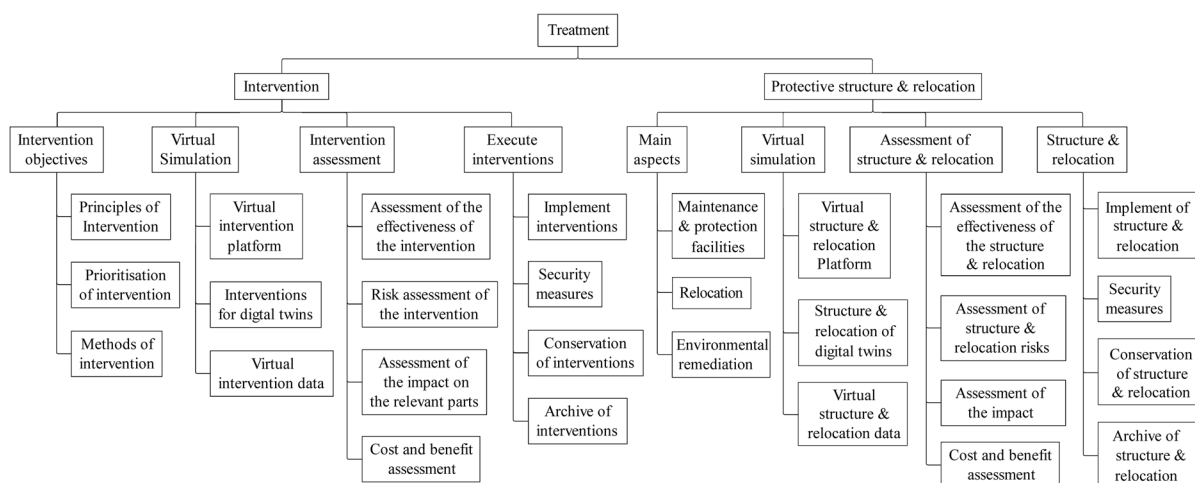 Treatment
Intervention
Protective structure & relocation
Intervention
objectives
Virtual
Simulation
Intervention
assessment
Execute
interventions
Main
aspects
Virtual
simulation
Assessment of
structure & relocation
Structure &
relocation
Principles of
Intervention
Prioritisation
of intervention
Methods of
intervention
Virtual
intervention
platform
Interventions
for digtal twins
Virtual
intervention data
Assessment of the
effectiveness of
the intervention
Risk assessment of
the intervention
Assessment of
the impact on
the relevant parts
Cost and benefit
assessment
Implement
interventions
Security
measures
Conservation
of interventions
Archive of
interventions
Maintenance
& protection
facilities
Relocation
Environmental
remediation
Virtual
structure &
relocation
Platform
Structure &
relocation of
digital twins
Virtual
structure &
relocation data
Assessment of the
effectiveness of
the structure
& relocation
Assessment of
structure &
relocation risks
Assessment of
the impact
Cost and benefit
assessment
Implement of
structure &
relocation
Security
measures
Conservation
of structure
& relocation
Archive of
structure &
relocation